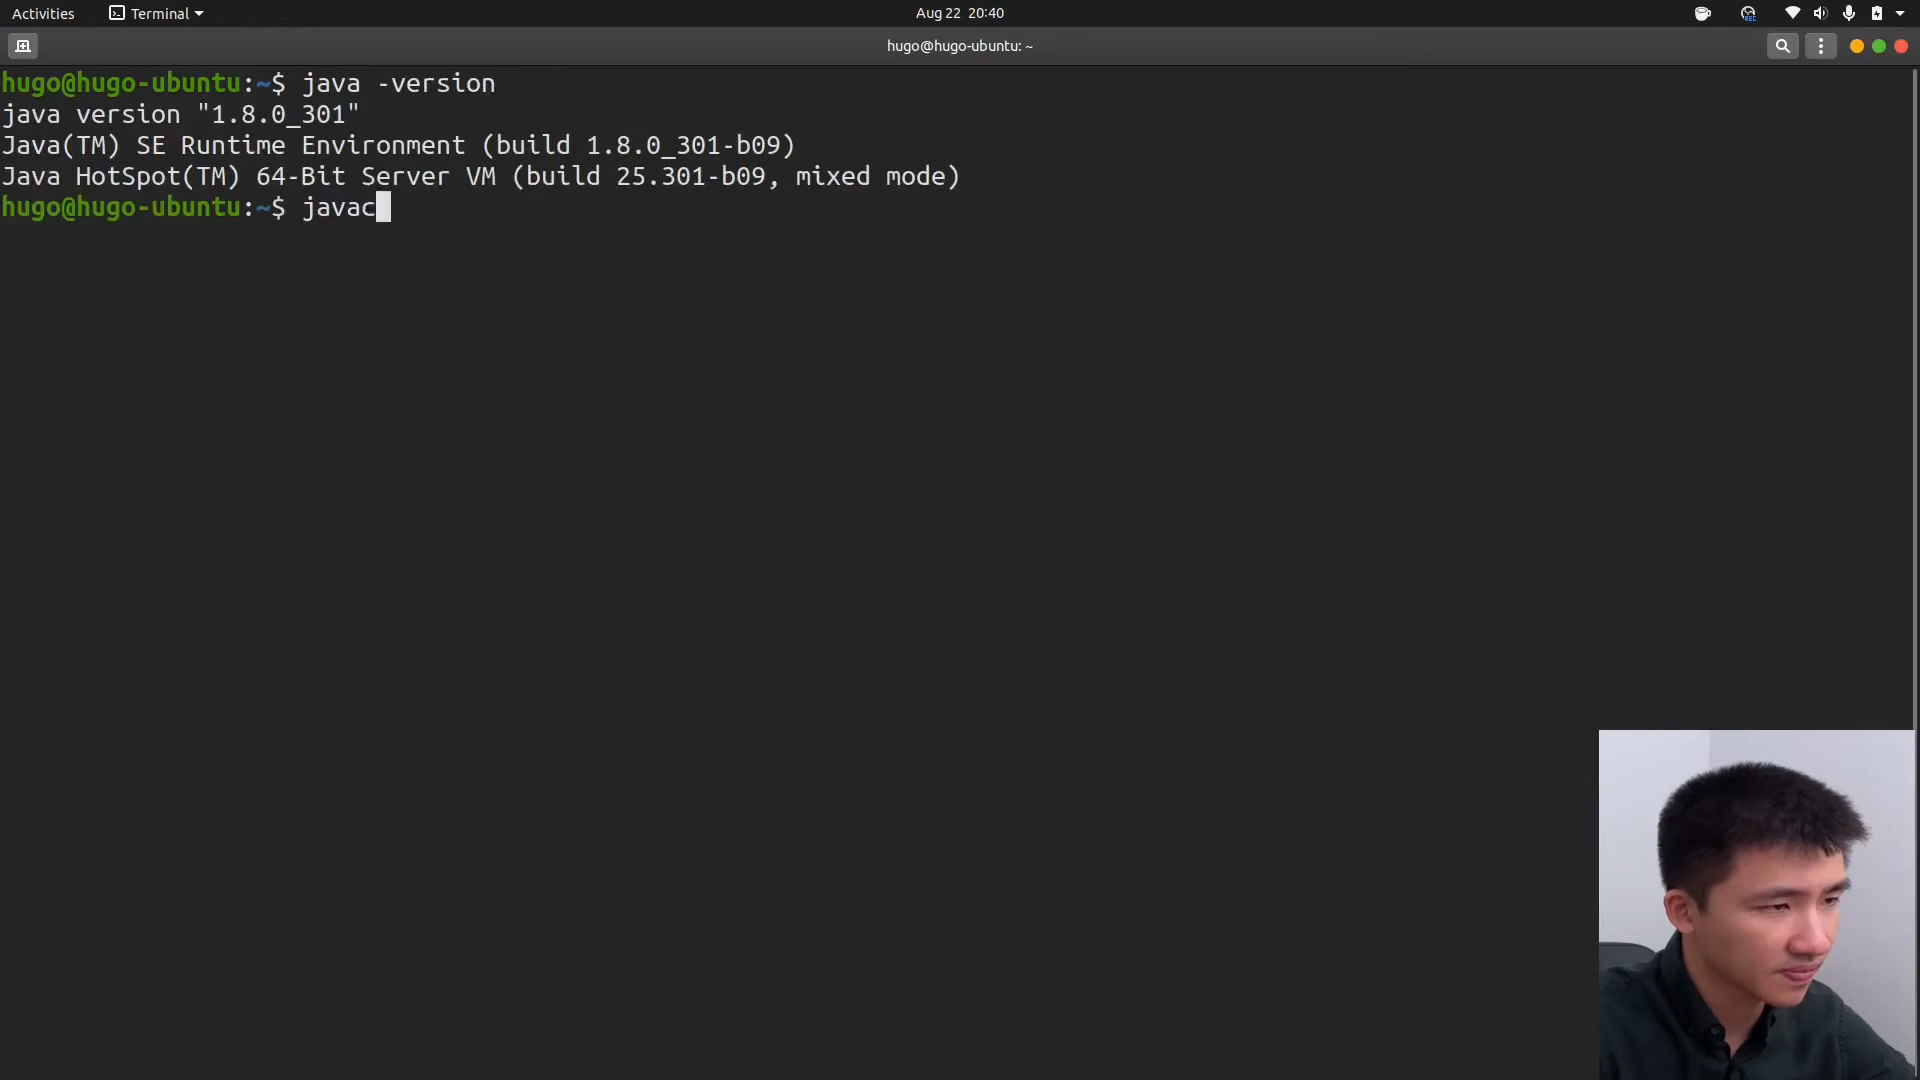 Activities Terminal Aug 22 20:40
REC
hugo@hugo-ubuntu: ~
hugo@hugo-ubuntu:~$ java -version
java version "1.8.0_301"
Java(TM) SE Runtime Environment (build 1.8.0_301-b09)
Java HotSpot(TM) 64-Bit Server VM (build 25.301-b09, mixed mode)
hugo@hugo-ubuntu:~$ javac